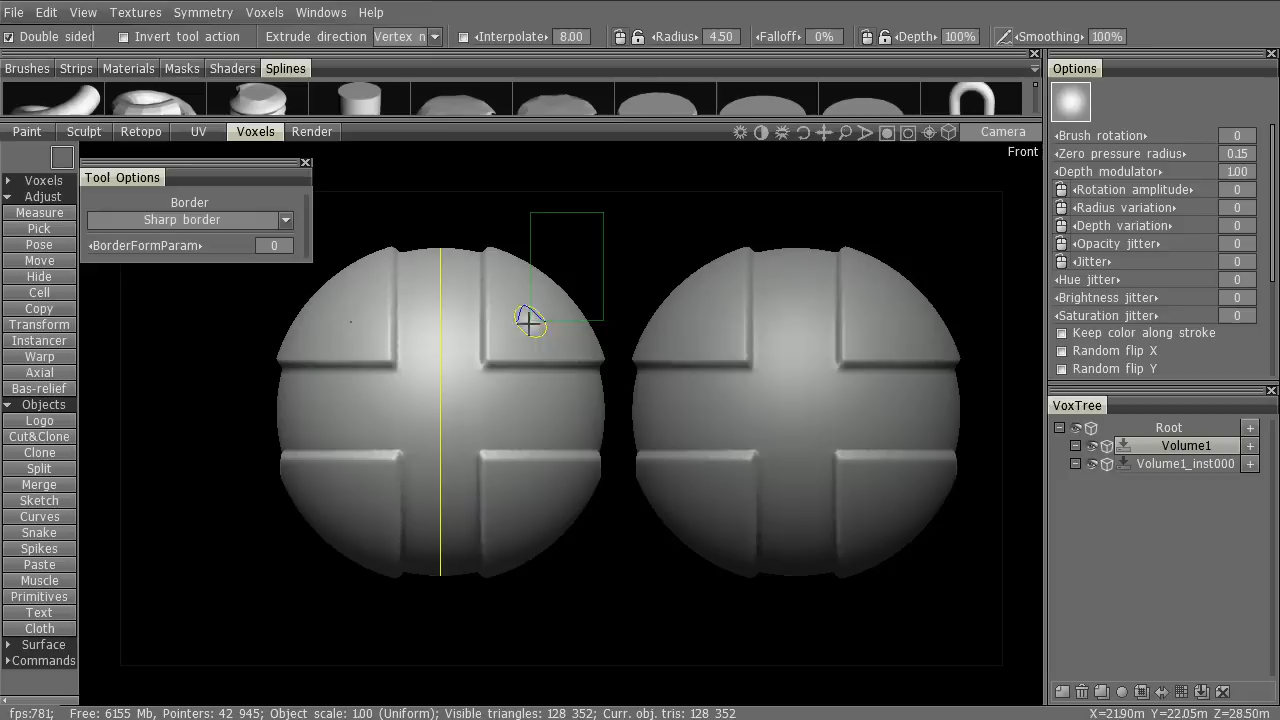 File Edit View Textures Symmetry Voxels Windows Help
Double sided Invert tool action Extrude direction Vertex n Interpolate 8.00 Radius 4.50 Falloff 0% Depth 100% Smoothing 100%
Brushes Strips Materials Masks Shaders Splines
Paint Sculpt Retopo UV Voxels Render Camera
Front
Tool Options
Border
Sharp border
BorderFormParam 0
Voxels
Adjust
Measure
Pick
Pose
Move
Hide
Cell
Copy
Transform
Instancer
Warp
Axial
Bas-relief
Objects
Logo
Cut&Clone
Clone
Split
Merge
Sketch
Curves
Snake
Spikes
Paste
Muscle
Primitives
Text
Cloth
Surface
Commands
Options
Brush rotation 0
Zero pressure radius 0.15
Depth modulator 1.00
Rotation amplitude 0
Radius variation 0
Depth variation 0
Opacity jitter 0
Jitter 0
Hue jitter 0
Brightness jitter 0
Saturation jitter 0
Keep color along stroke
Random flip X
Random flip Y
VoxTree
Root +
Volume1 +
Volume1_inst000 +
fps:781; Free: 6155 Mb, Pointers: 42 945; Object scale: 1.00 (Uniform); Visible triangles: 128 352; Curr. obj. tris: 128 352; X=21.90m Y=22.05m Z=28.50m